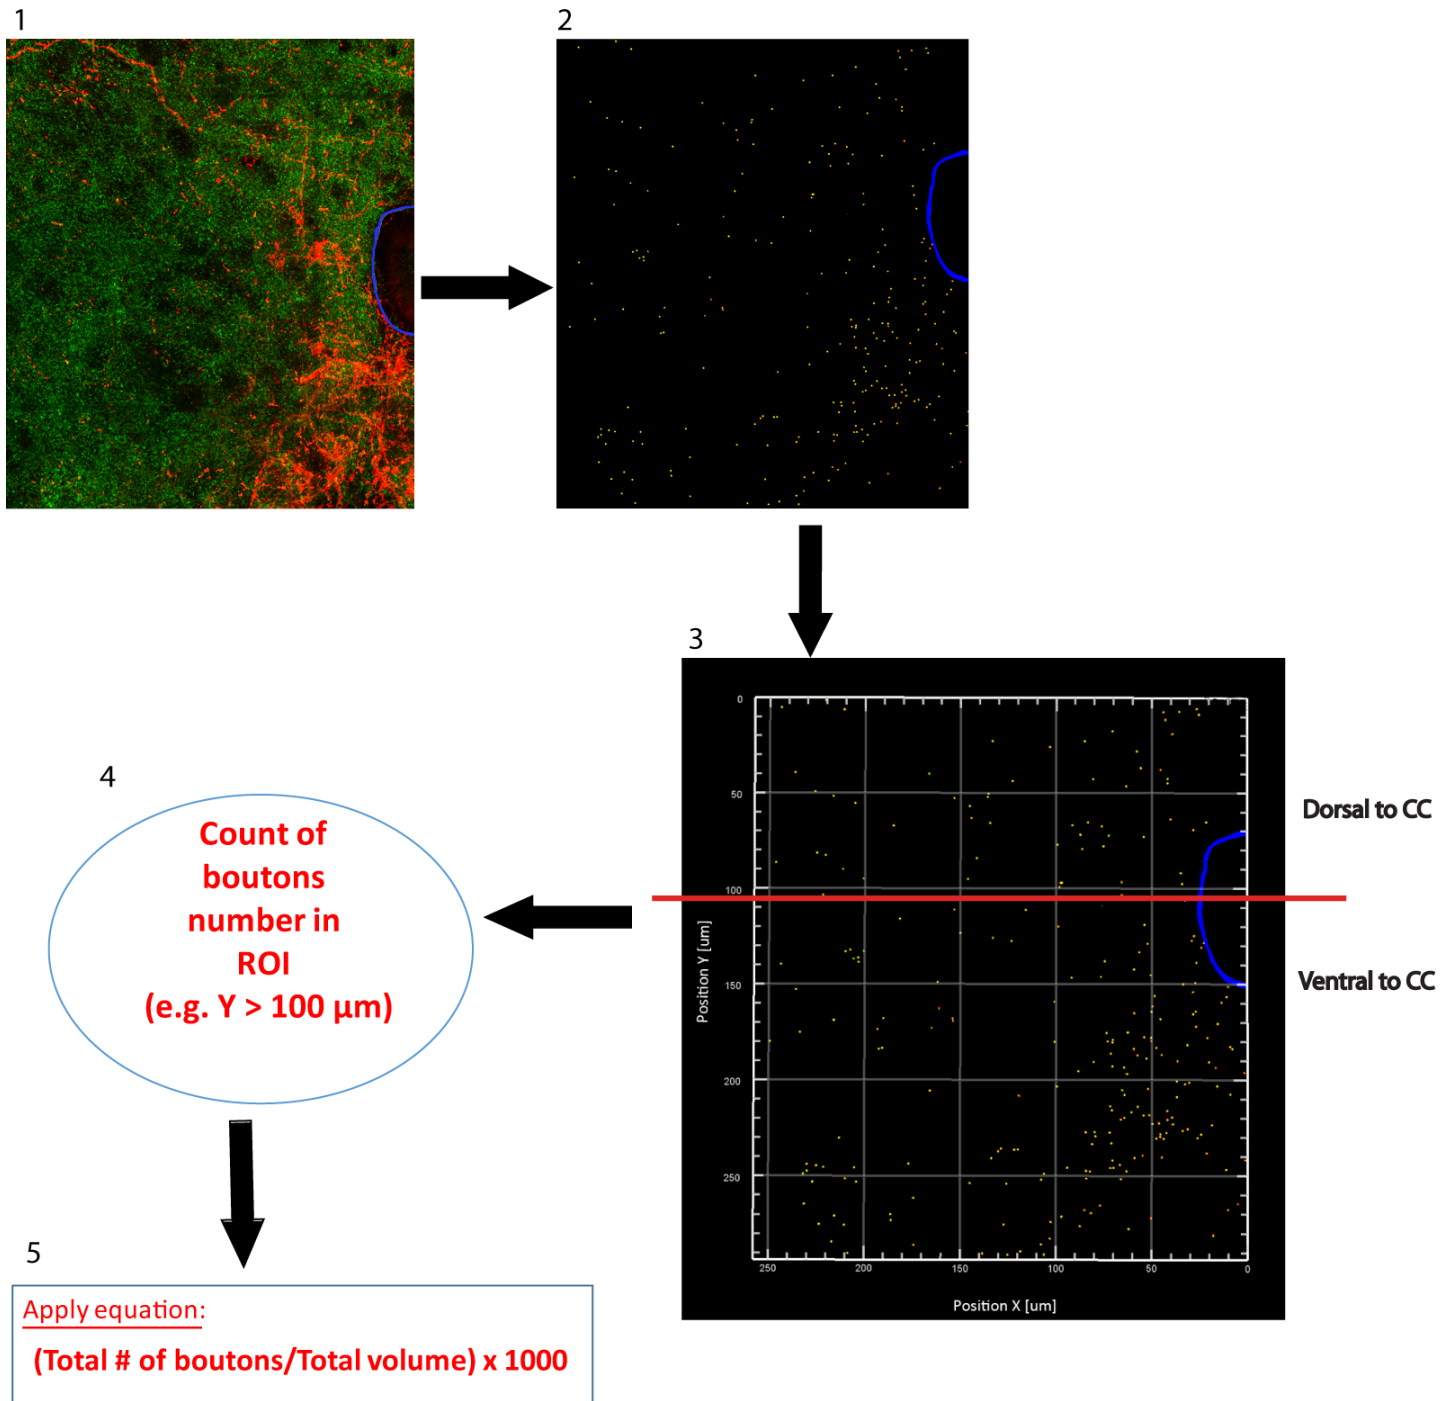 1
2
3
0
50
100
150
200
250
Position Y [um]
250
200
150
100
50
0
Position X [um]
Dorsal to CC
Ventral to CC
4
Count of
boutons
number in
ROI
(e.g. Y > 100 µm)
5
Apply equation:
(Total # of boutons/Total volume) x 1000